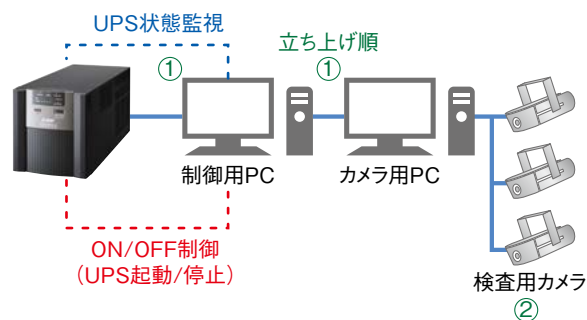 UPS状態監視
立ち上げ順
①
①
制御用PC
カメラ用PC
ON/OFF制御
（UPS起動/停止）
検査用カメラ
②